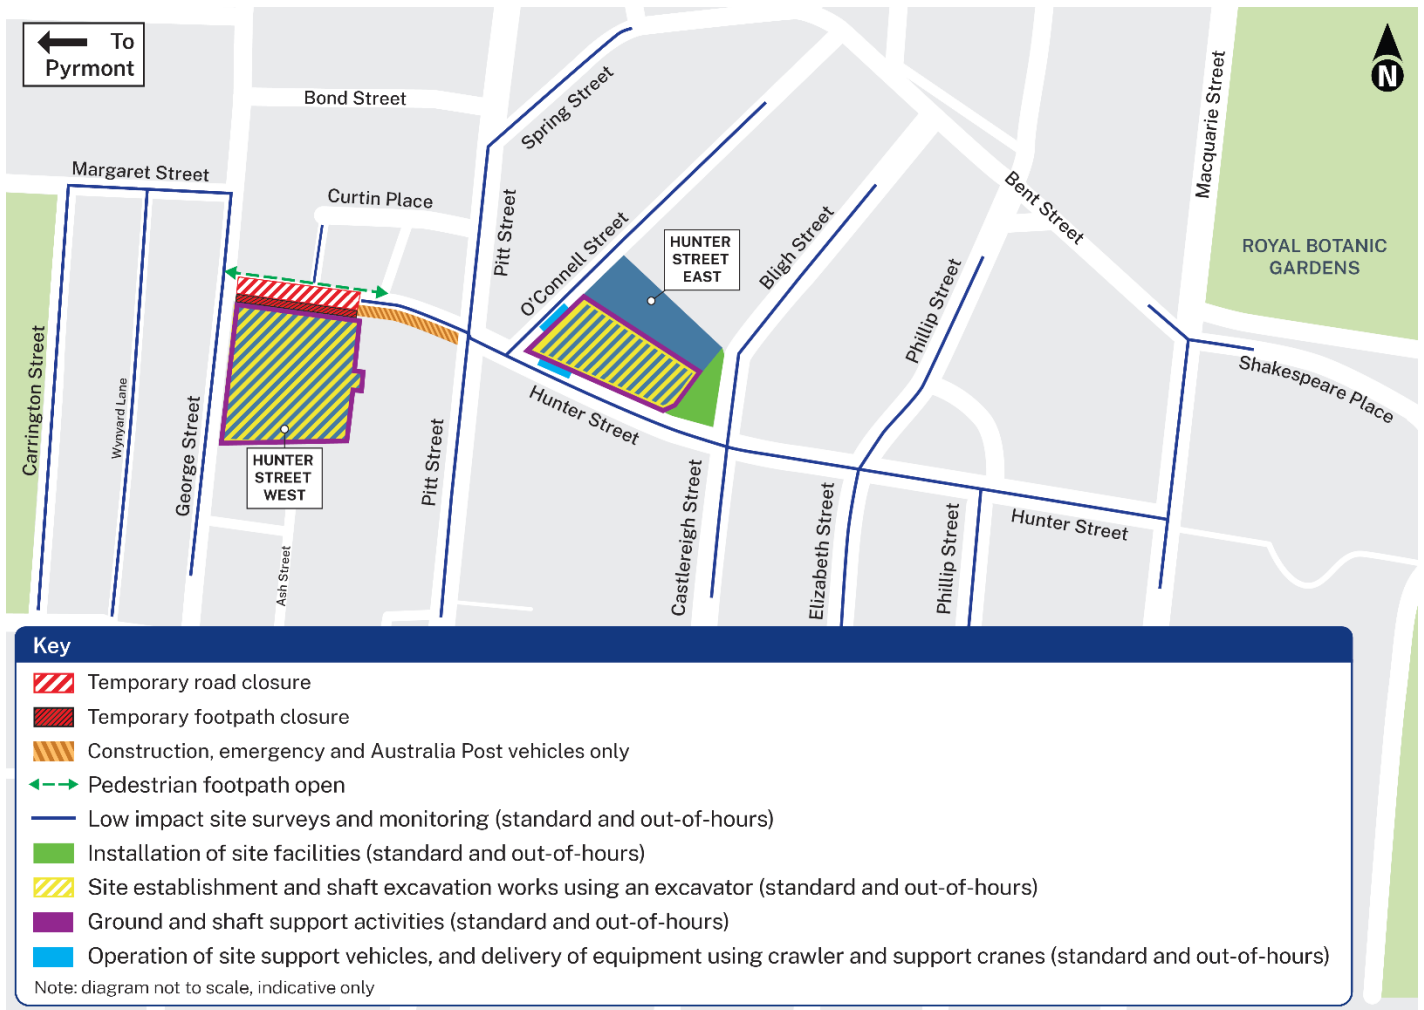 To
Pyrmont
N
Bond Street
Spring Street
Macquarie Street
Margaret Street
Curtin Place
Pitt Street
Bent Street
O'Connell Street
Bligh Street
HUNTER
STREET
EAST
ROYAL BOTANIC
GARDENS
Phillip Street
Carrington Street
Wynyard Lane
George Street
Shakespeare Place
Hunter Street
HUNTER
STREET
WEST
Pitt Street
Ash Street
Castlereigh Street
Elizabeth Street
Phillip Street
Hunter Street
Key
Temporary road closure
Temporary footpath closure
Construction, emergency and Australia Post vehicles only
Pedestrian footpath open
Low impact site surveys and monitoring (standard and out-of-hours)
Installation of site facilities (standard and out-of-hours)
Site establishment and shaft excavation works using an excavator (standard and out-of-hours)
Ground and shaft support activities (standard and out-of-hours)
Operation of site support vehicles, and delivery of equipment using crawler and support cranes (standard and out-of-hours)
Note: diagram not to scale, indicative only